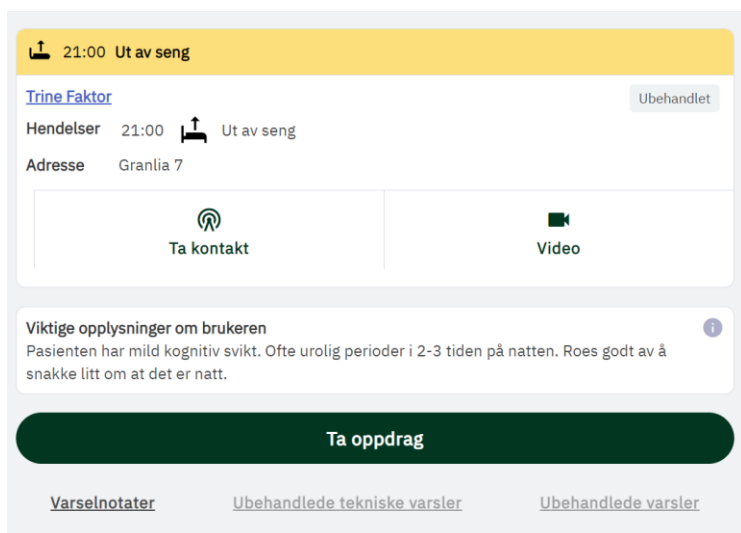 21:00 Ut av seng
Trine Faktor
Ubehandlet
Hendelser 21:00 Ut av seng
Adresse Granlia 7
Ta kontakt
Video
Viktige opplysninger om brukeren
Pasienten har mild kognitiv svikt. Ofte urolig perioder i 2-3 tiden på natten. Roes godt av å
snakke litt om at det er natt.
Ta oppdrag
Varselnotater
Ubehandlede tekniske varsler
Ubehandlede varsler